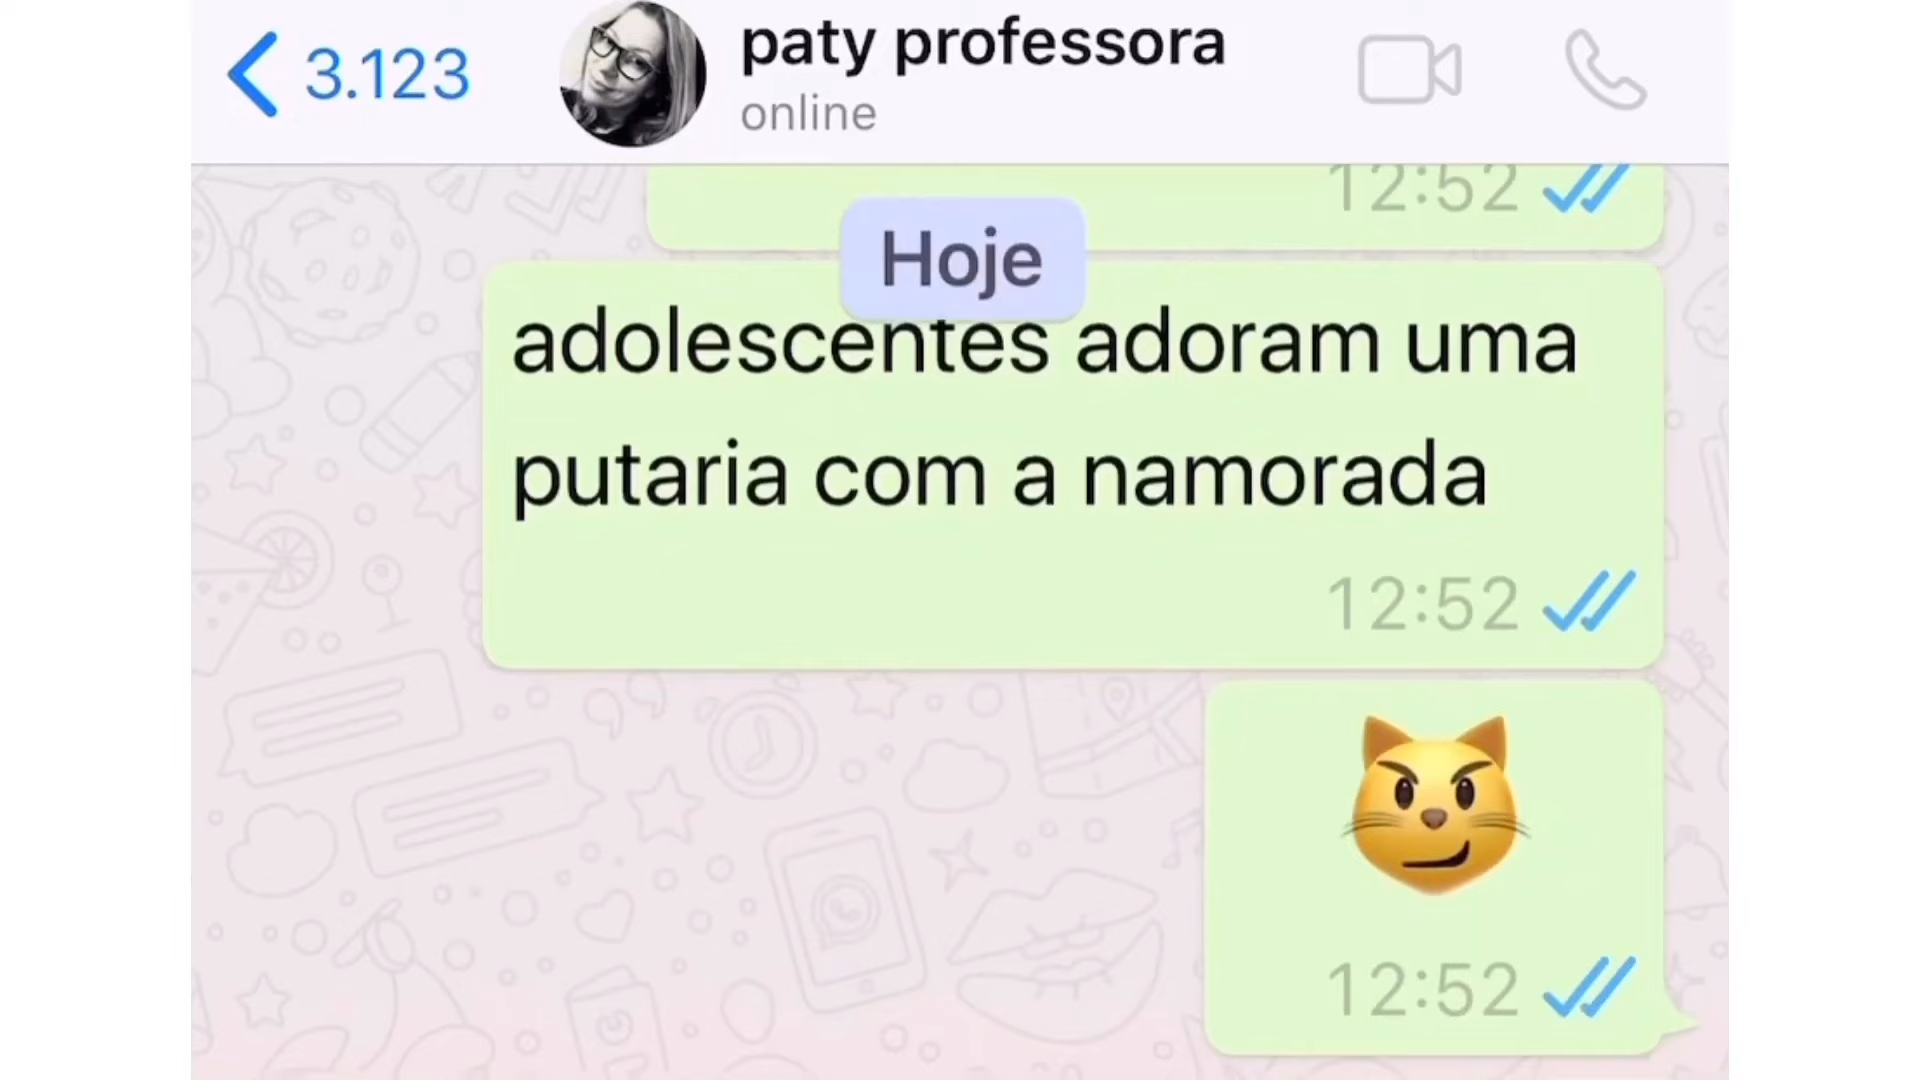 3.123
paty professora
online
12:52
Hoje
adolescentes adoram uma
putaria com a namorada
12:52
12:52